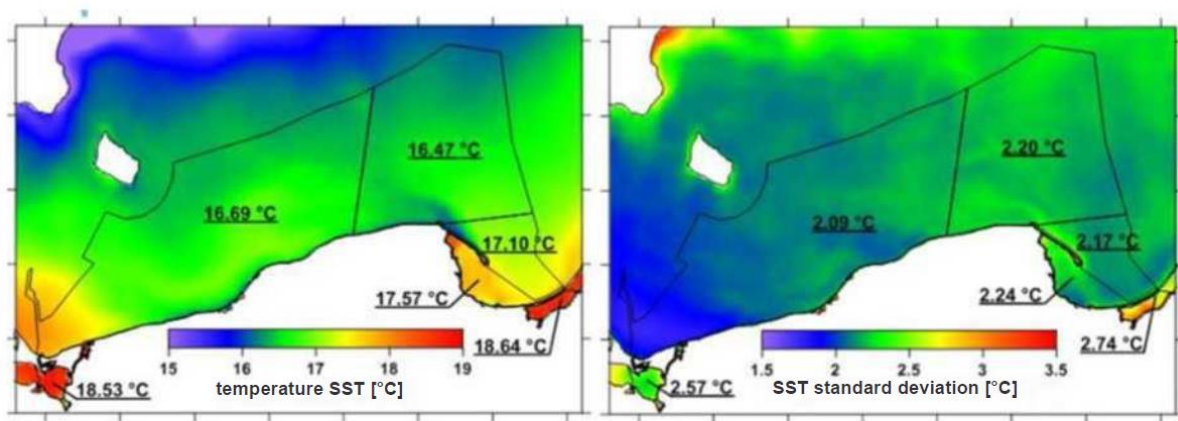 16.47 °C
16.69 °C
17.10 °C
17.57 °C
18.64 °C
18.53 °C
15 16 17 18 19
temperature SST [°C]
2.20 °C
2.09 °C
2.17 °C
2.24 °C
2.74 °C
2.57 °C
1.5 2 2.5 3 3.5
SST standard deviation [°C]